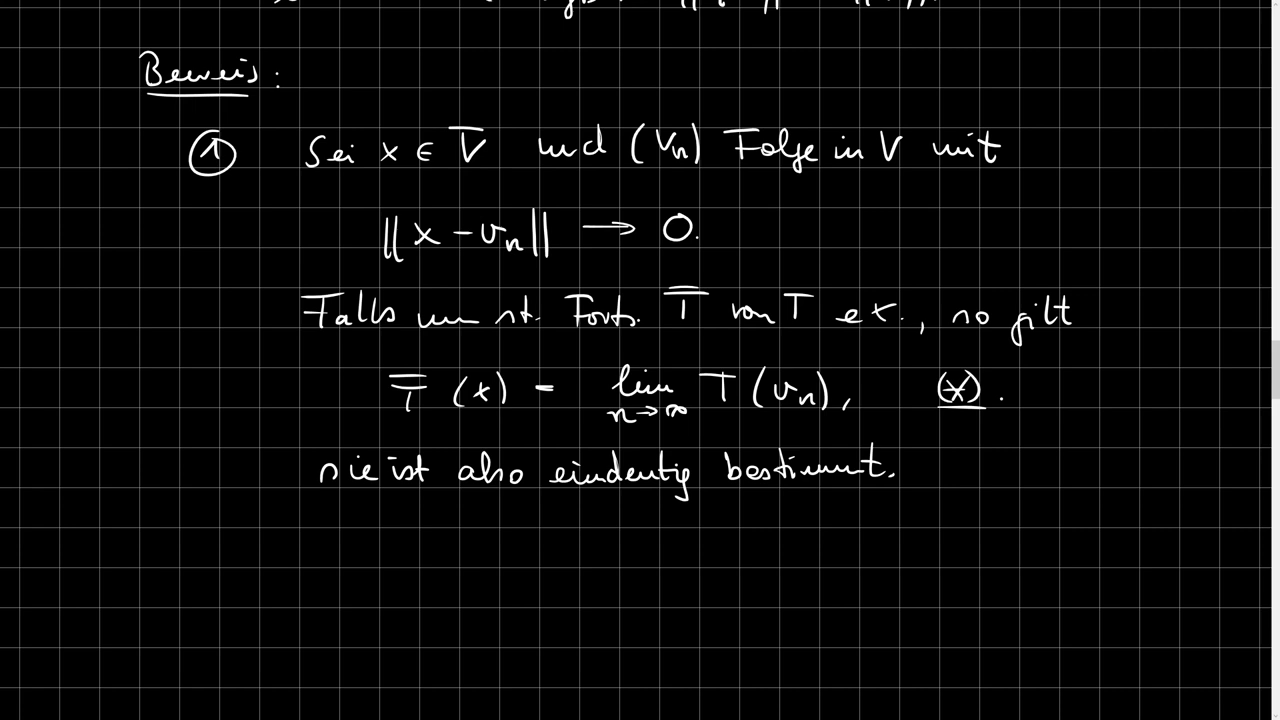 Beweis:
① Sei x ∈ V̅ und (vₙ) Folge in V mit
‖x - vₙ‖ → 0.
Falls nun st. Forts. T̅ von T ex., so gilt
T̅(x) = lim_{n→∞} T(vₙ), (*).
sie ist also eindeutig bestimmt.